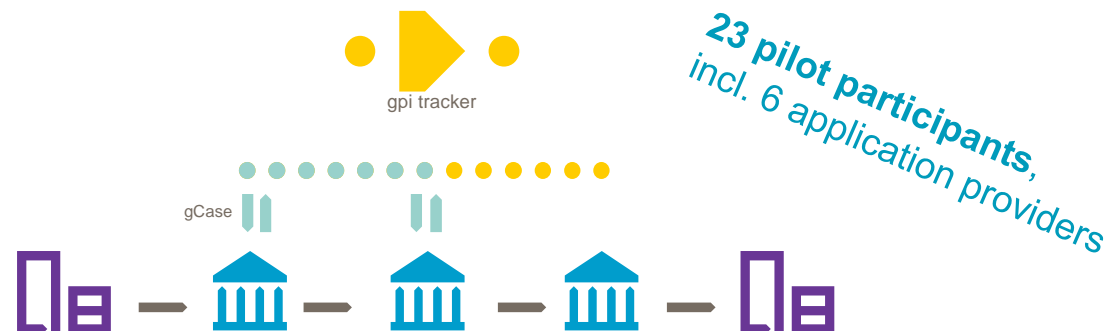 23 pilot participants,
incl. 6 application providers
gpi tracker
gCase